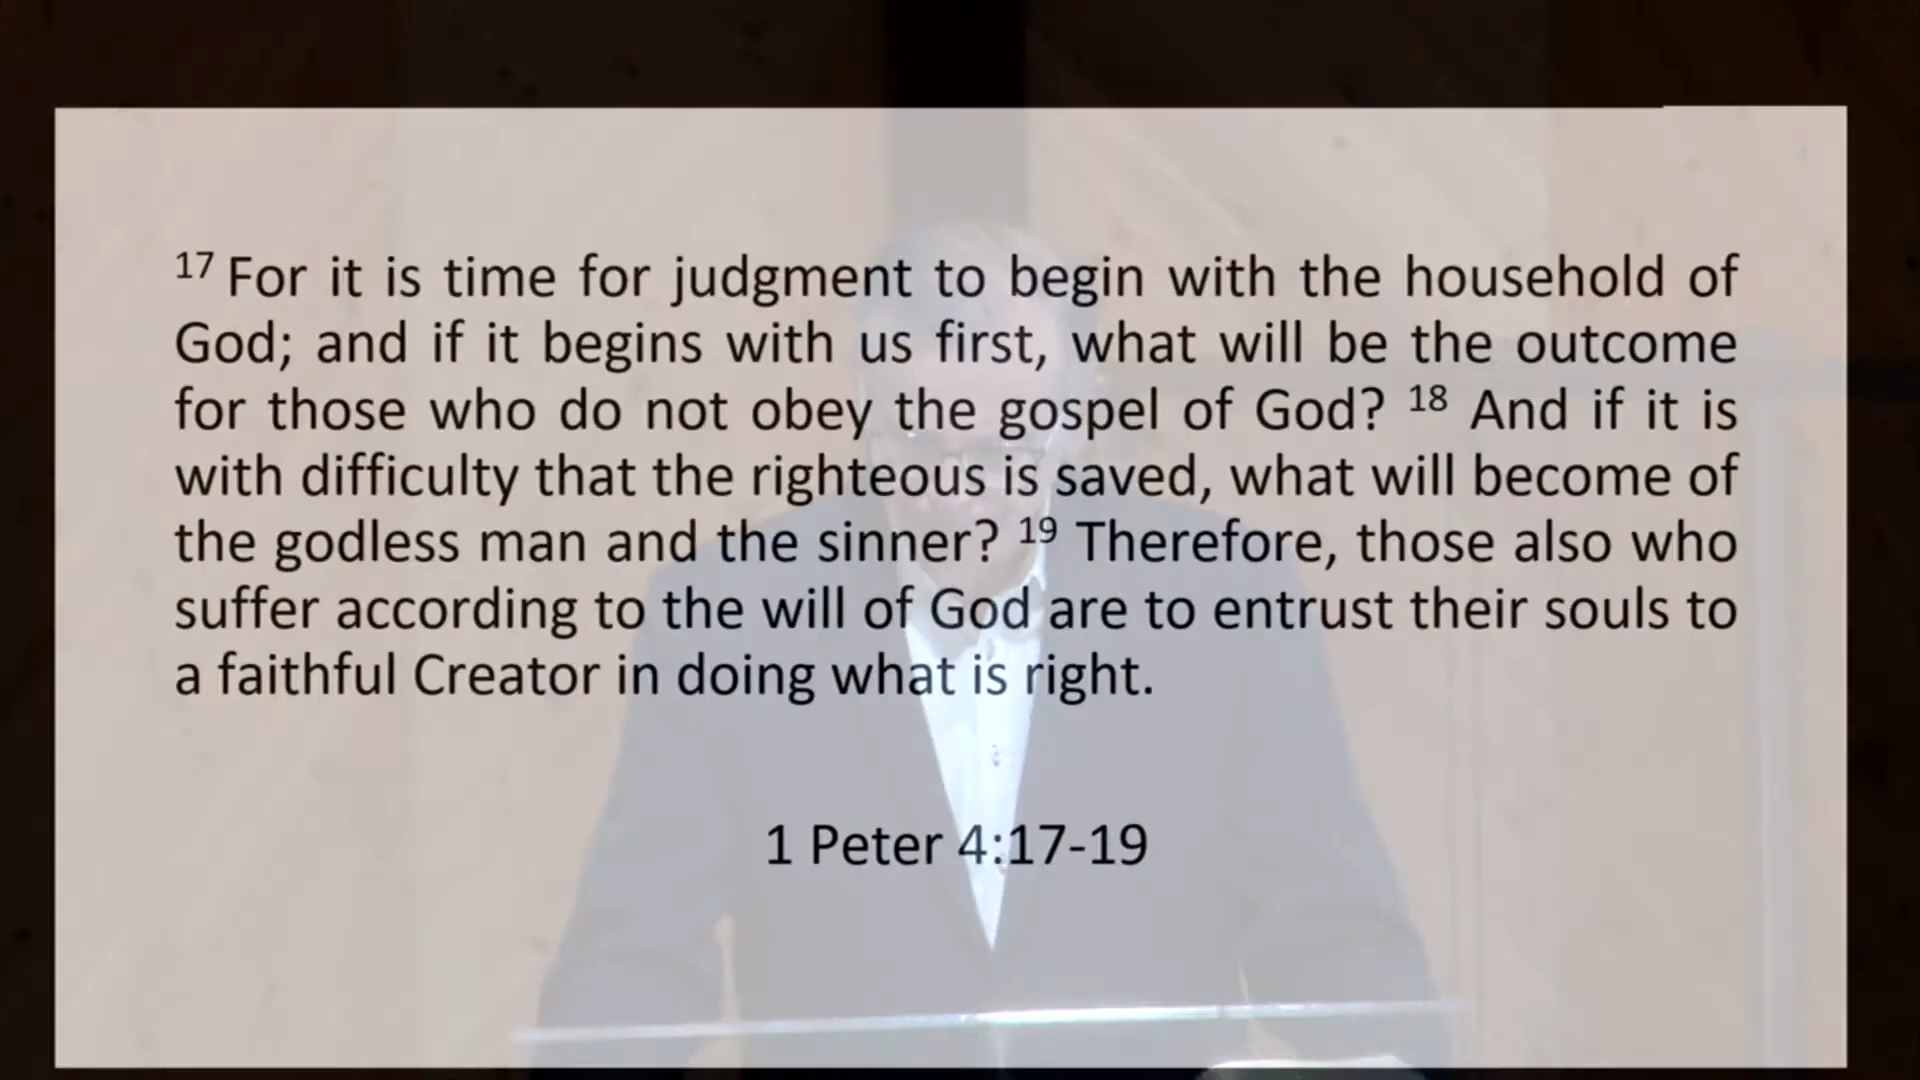 17 For it is time for judgment to begin with the household of
God; and if it begins with us first, what will be the outcome
for those who do not obey the gospel of God? 18 And if it is
with difficulty that the righteous is saved, what will become of
the godless man and the sinner? 19 Therefore, those also who
suffer according to the will of God are to entrust their souls to
a faithful Creator in doing what is right.
1 Peter 4:17-19